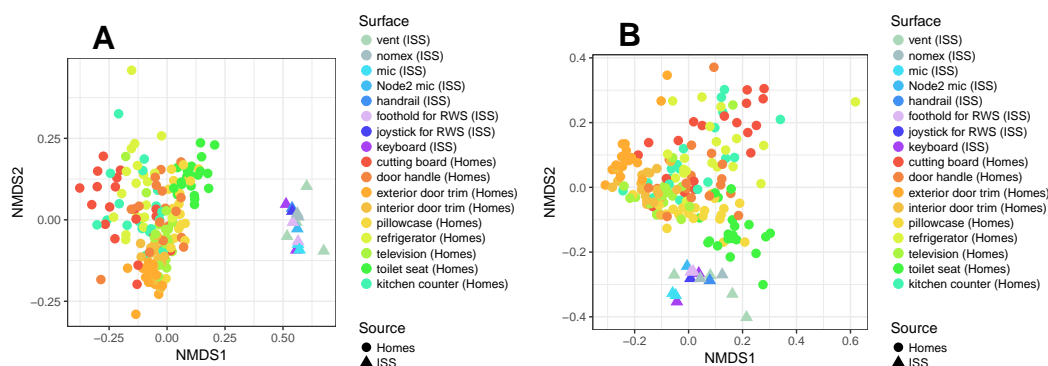 A
NMDS2
0.25
0.00
−0.25
−0.25
0.00
0.25
0.50
NMDS1
Surface
vent (ISS)
nomex (ISS)
mic (ISS)
Node2 mic (ISS)
handrail (ISS)
foothold for RWS (ISS)
joystick for RWS (ISS)
keyboard (ISS)
cutting board (Homes)
door handle (Homes)
exterior door trim (Homes)
interior door trim (Homes)
pillowcase (Homes)
refrigerator (Homes)
television (Homes)
toilet seat (Homes)
kitchen counter (Homes)
Source
Homes
ISS
B
NMDS2
0.4
0.2
0.0
−0.2
−0.4
−0.2
0.0
0.2
0.4
0.6
NMDS1
Surface
vent (ISS)
nomex (ISS)
mic (ISS)
Node2 mic (ISS)
handrail (ISS)
foothold for RWS (ISS)
joystick for RWS (ISS)
keyboard (ISS)
cutting board (Homes)
door handle (Homes)
exterior door trim (Homes)
interior door trim (Homes)
pillowcase (Homes)
refrigerator (Homes)
television (Homes)
toilet seat (Homes)
kitchen counter (Homes)
Source
Homes
ISS